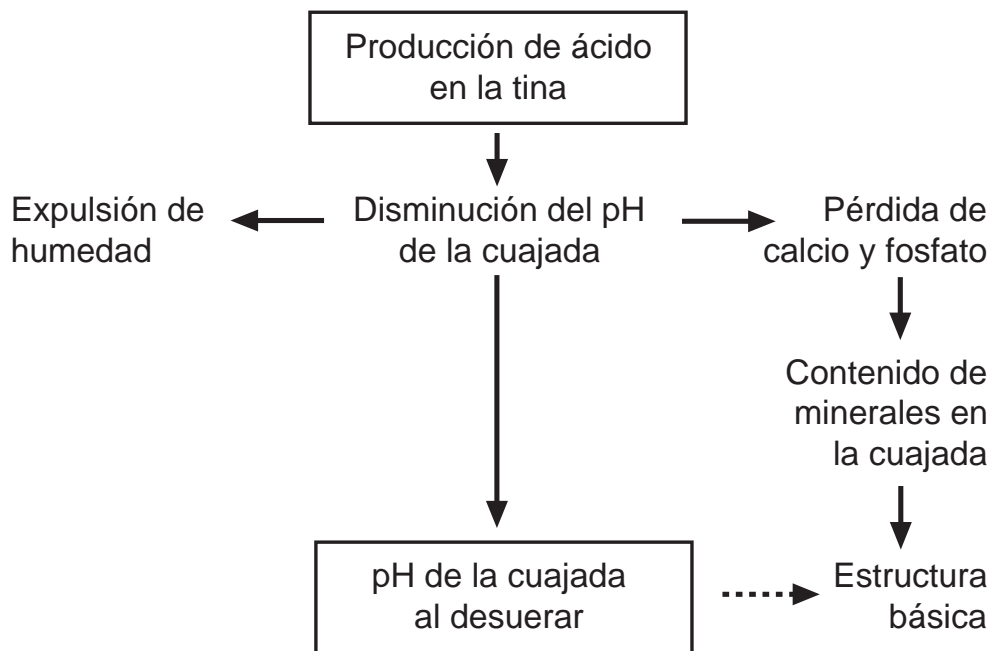 Producción de ácido
en la tina
Expulsión de
humedad
Disminución del pH
de la cuajada
Pérdida de
calcio y fosfato
Contenido de
minerales en
la cuajada
pH de la cuajada
al desuerar
Estructura
básica